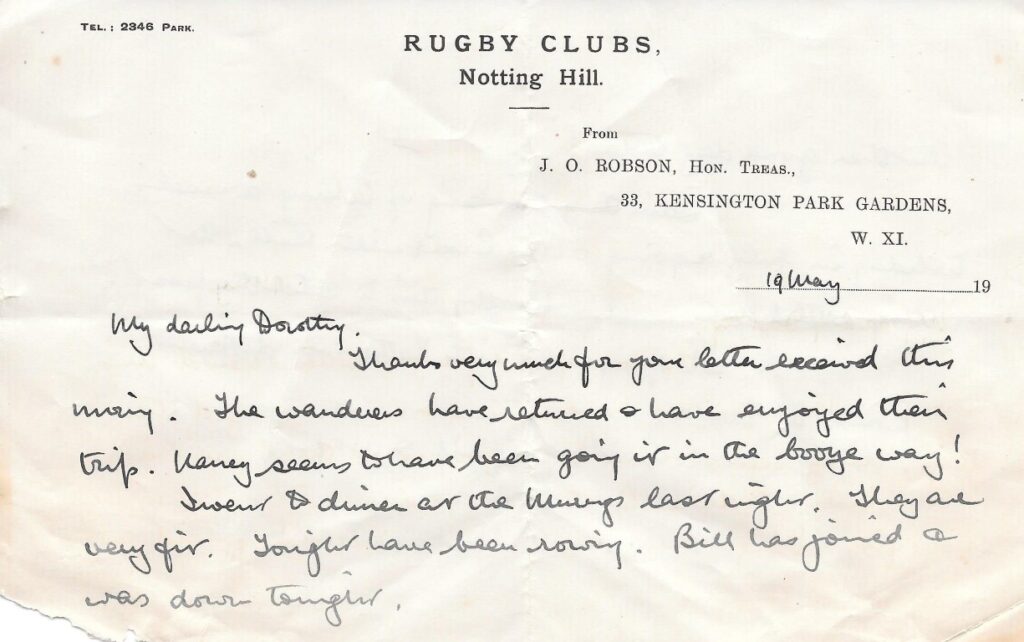 TEL.: 2346 PARK.
RUGBY CLUBS,
Notting Hill.
From
J. O. ROBSON, HON. TREAS.,
33, KENSINGTON PARK GARDENS,
W. XI.
19 May 19
My darling Dorothy.
Thanks very much for your letter received this
morning. The wanderers have returned & have enjoyed their
trip. seems to have been going it in the booze way!
I went to dinner at the last night. They are
very fit. Tonight have been rowing. Bill has joined &
was down tonight.